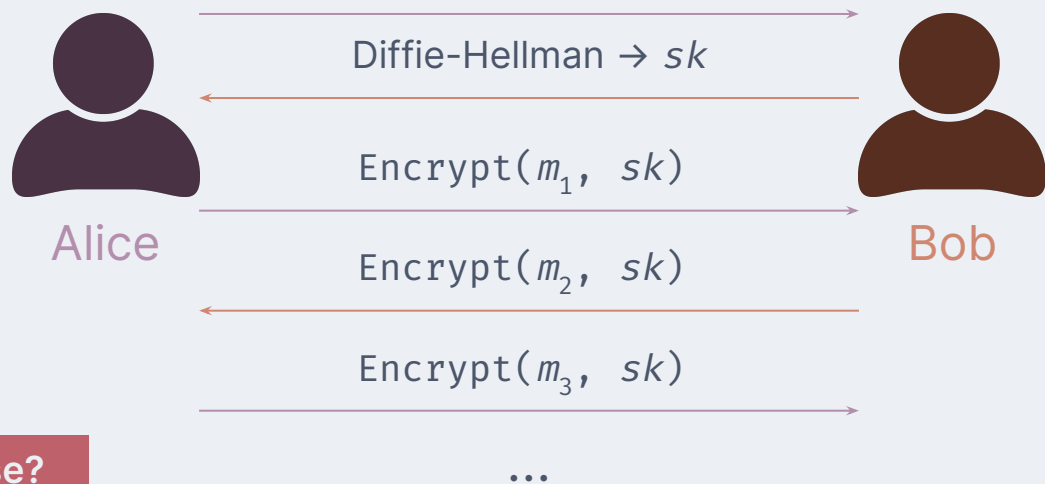 Diffie-Hellman → sk
Encrypt(m₁, sk)
Alice
Bob
Encrypt(m₂, sk)
Encrypt(m₃, sk)
...